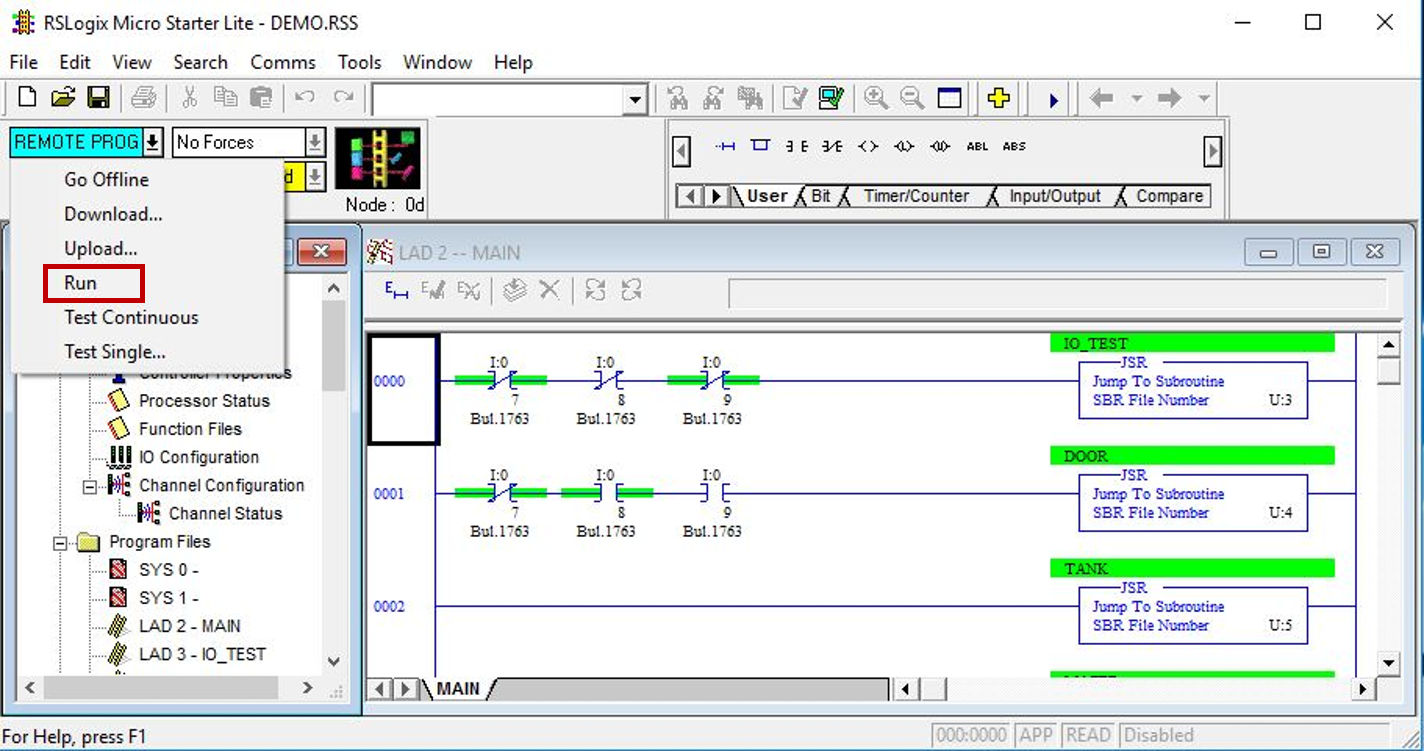 RSLogix Micro Starter Lite - DEMO.RSS
File Edit View Search Comms Tools Window Help
REMOTE PROG
No Forces
d
Node : 0d
ABL ABS
User Bit Timer/Counter Input/Output Compare
Go Offline
Download...
Upload...
Run
Test Continuous
Test Single...
Controller Properties
Processor Status
Function Files
IO Configuration
Channel Configuration
Channel Status
Program Files
SYS 0 -
SYS 1 -
LAD 2 - MAIN
LAD 3 - IO_TEST
LAD 2 -- MAIN
0000
I:0 I:0 I:0
7 8 9
Bul.1763 Bul.1763 Bul.1763
IO_TEST
JSR
Jump To Subroutine
SBR File Number U:3
0001
I:0 I:0 I:0
7 8 9
Bul.1763 Bul.1763 Bul.1763
DOOR
JSR
Jump To Subroutine
SBR File Number U:4
0002
TANK
JSR
Jump To Subroutine
SBR File Number U:5
MAIN
For Help, press F1
000:0000 APP READ Disabled